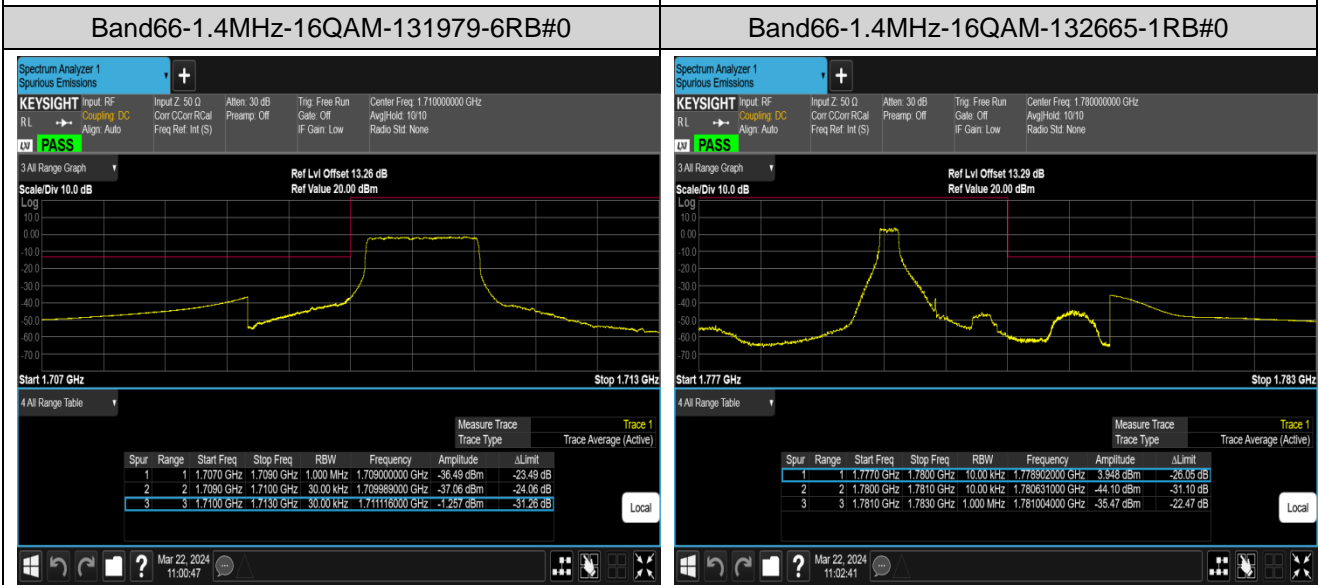 Band66-1.4MHz-16QAM-131979-6RB#0
Spectrum Analyzer 1
Spurious Emissions
+
KEYSIGHT Input: RF Input Z: 50 Ω Atten: 30 dB Trig: Free Run Center Freq: 1.710000000 GHz
RL Coupling: DC Corr CCorr RCal Preamp: Off Gate: Off Avg|Hold: 10/10
Align: Auto Freq Ref: Int (S) IF Gain: Low Radio Std: None
LXI PASS
3 All Range Graph
Ref Lvl Offset 13.26 dB
Scale/Div 10.0 dB Ref Value 20.00 dBm
Log
10.0
0.00
-10.0
-20.0
-30.0
-40.0
-50.0
-60.0
-70.0
Start 1.707 GHz Stop 1.713 GHz
4 All Range Table
Measure Trace Trace 1
Trace Type Trace Average (Active)
Spur Range Start Freq Stop Freq RBW Frequency Amplitude ΔLimit
1 1 1.7070 GHz 1.7090 GHz 1.000 MHz 1.709000000 GHz -36.49 dBm -23.49 dB
2 2 1.7090 GHz 1.7100 GHz 30.00 kHz 1.709989000 GHz -37.06 dBm -24.06 dB
3 3 1.7100 GHz 1.7130 GHz 30.00 kHz 1.711116000 GHz -1.257 dBm -31.26 dB
Local
? Mar 22, 2024
11:00:47
Band66-1.4MHz-16QAM-132665-1RB#0
Spectrum Analyzer 1
Spurious Emissions
+
KEYSIGHT Input: RF Input Z: 50 Ω Atten: 30 dB Trig: Free Run Center Freq: 1.780000000 GHz
RL Coupling: DC Corr CCorr RCal Preamp: Off Gate: Off Avg|Hold: 10/10
Align: Auto Freq Ref: Int (S) IF Gain: Low Radio Std: None
LXI PASS
3 All Range Graph
Ref Lvl Offset 13.29 dB
Scale/Div 10.0 dB Ref Value 20.00 dBm
Log
10.0
0.00
-10.0
-20.0
-30.0
-40.0
-50.0
-60.0
-70.0
Start 1.777 GHz Stop 1.783 GHz
4 All Range Table
Measure Trace Trace 1
Trace Type Trace Average (Active)
Spur Range Start Freq Stop Freq RBW Frequency Amplitude ΔLimit
1 1 1.7770 GHz 1.7800 GHz 10.00 kHz 1.778902000 GHz 3.948 dBm -26.05 dB
2 2 1.7800 GHz 1.7810 GHz 10.00 kHz 1.780631000 GHz -44.10 dBm -31.10 dB
3 3 1.7810 GHz 1.7830 GHz 1.000 MHz 1.781004000 GHz -35.47 dBm -22.47 dB
Local
? Mar 22, 2024
11:02:41